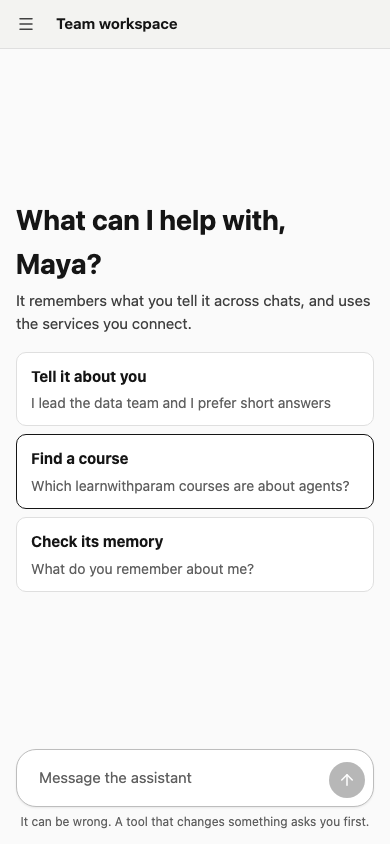 Team workspace
What can I help with,
Maya?
It remembers what you tell it across chats, and uses
the services you connect.
Tell it about you
I lead the data team and I prefer short answers
Find a course
Which learnwithparam courses are about agents?
Check its memory
What do you remember about me?
Message the assistant
It can be wrong. A tool that changes something asks you first.